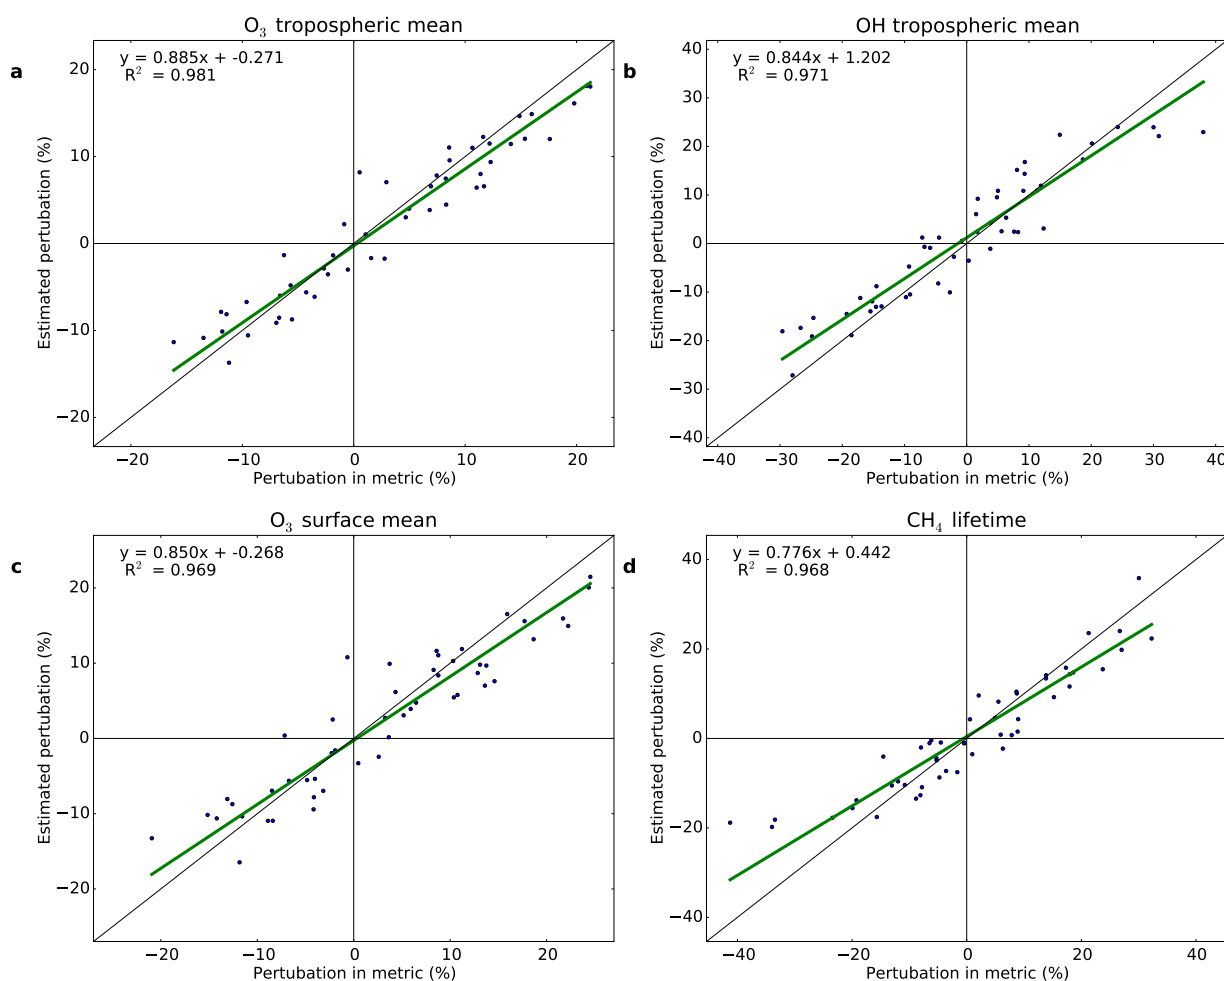 O₃ tropospheric mean
a
y = 0.885x + -0.271
R² = 0.981
Estimated pertubation (%)
20
10
0
−10
−20
−20 −10 0 10 20
Pertubation in metric (%)
OH tropospheric mean
b
y = 0.844x + 1.202
R² = 0.971
Estimated pertubation (%)
40
30
20
10
0
−10
−20
−30
−40
−40 −30 −20 −10 0 10 20 30 40
Pertubation in metric (%)
O₃ surface mean
c
y = 0.850x + -0.268
R² = 0.969
Estimated pertubation (%)
20
10
0
−10
−20
−20 −10 0 10 20
Pertubation in metric (%)
CH₄ lifetime
d
y = 0.776x + 0.442
R² = 0.968
Estimated pertubation (%)
40
20
0
−20
−40
−40 −20 0 20 40
Pertubation in metric (%)